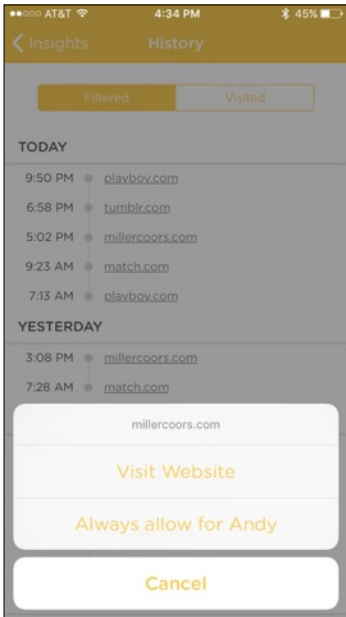 AT&T 4:34 PM 45%
Insights History
Filtered Visited
TODAY
9:50 PM playboy.com
6:58 PM tumblr.com
5:02 PM millercoors.com
9:23 AM match.com
7:13 AM playboy.com
YESTERDAY
3:08 PM millercoors.com
7:28 AM match.com
millercoors.com
Visit Website
Always allow for Andy
Cancel